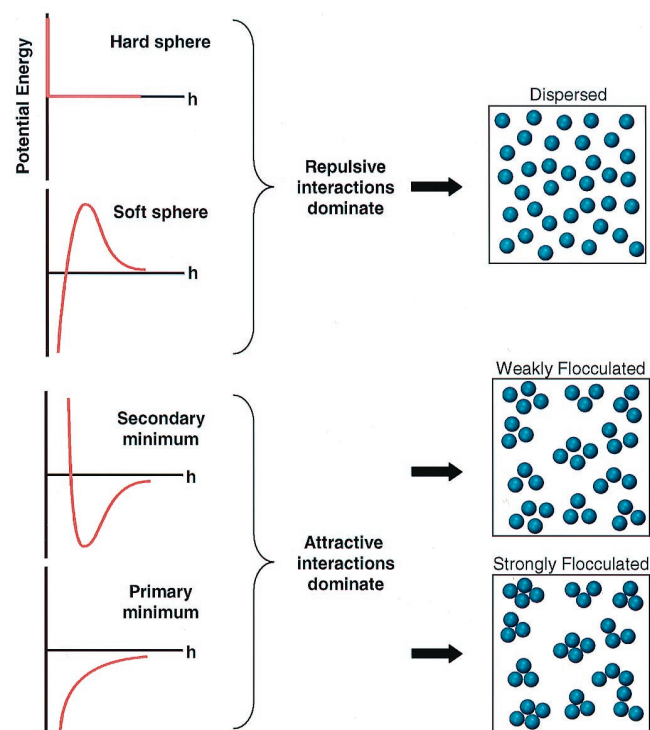 Potential Energy
Hard sphere
h
Soft sphere
h
Repulsive
interactions
dominate
Dispersed
Secondary
minimum
h
Primary
minimum
h
Attractive
interactions
dominate
Weakly Flocculated
Strongly Flocculated